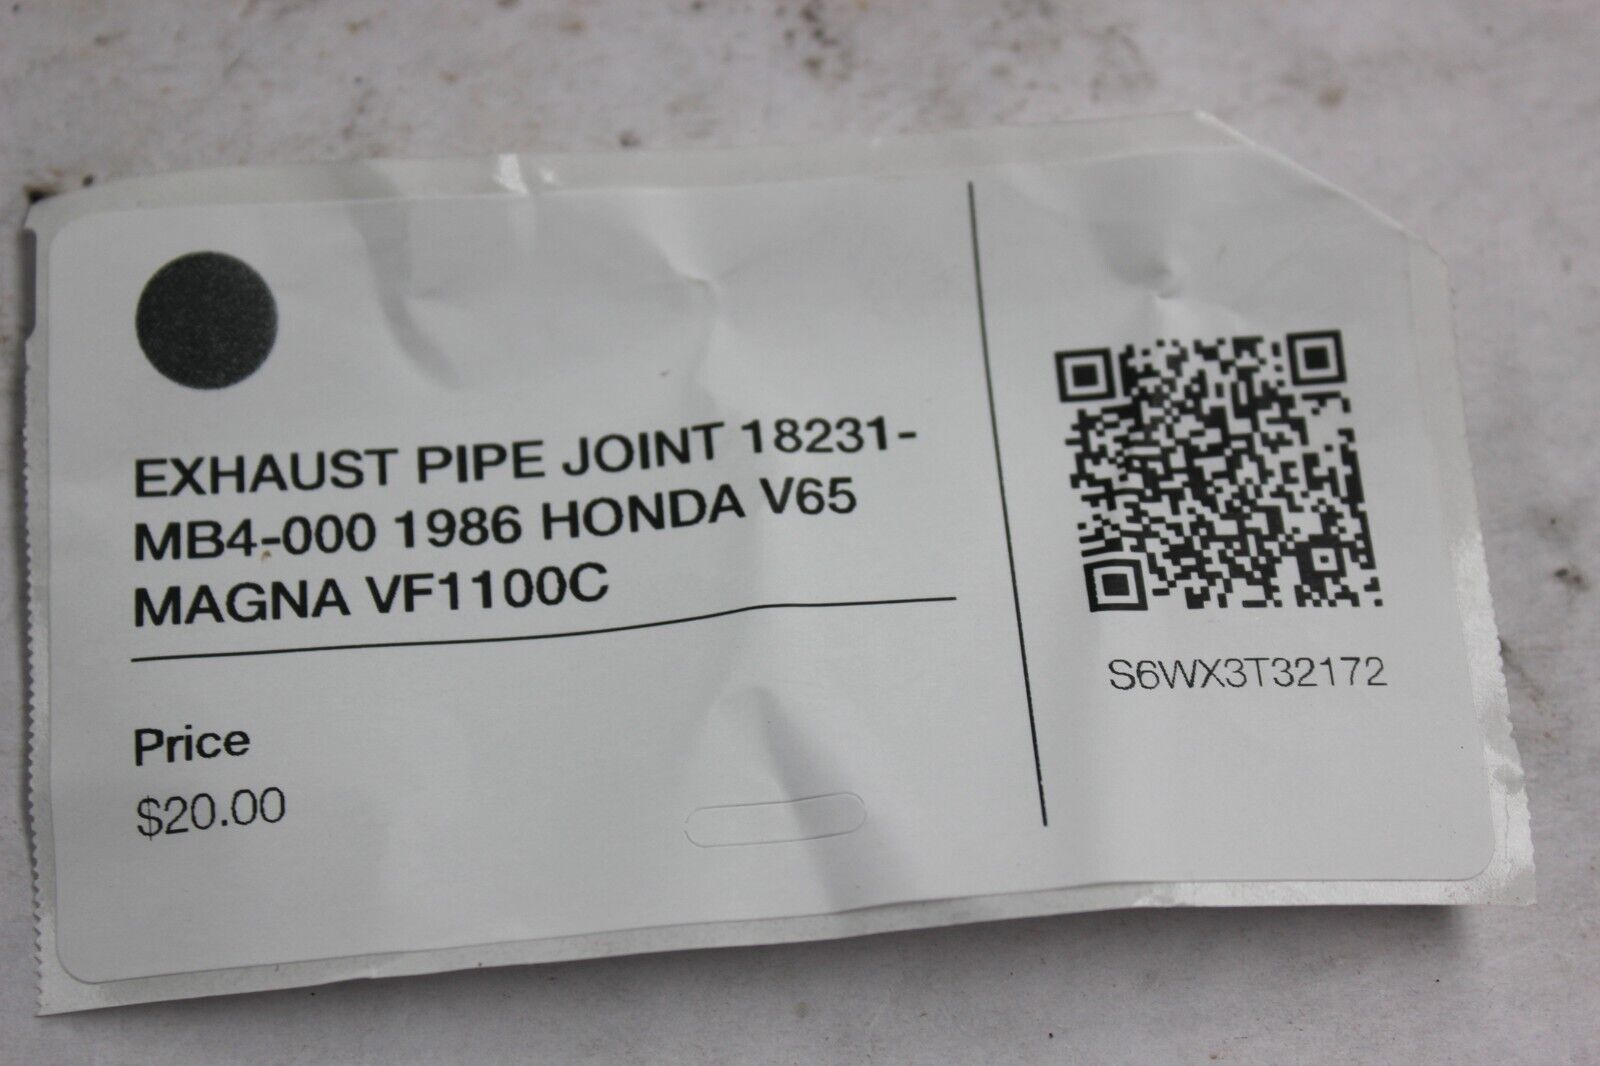 EXHAUST PIPE JOINT 18231-
MB4-000 1986 HONDA V65
MAGNA VF1100C
Price
$20.00
S6WX3T32172